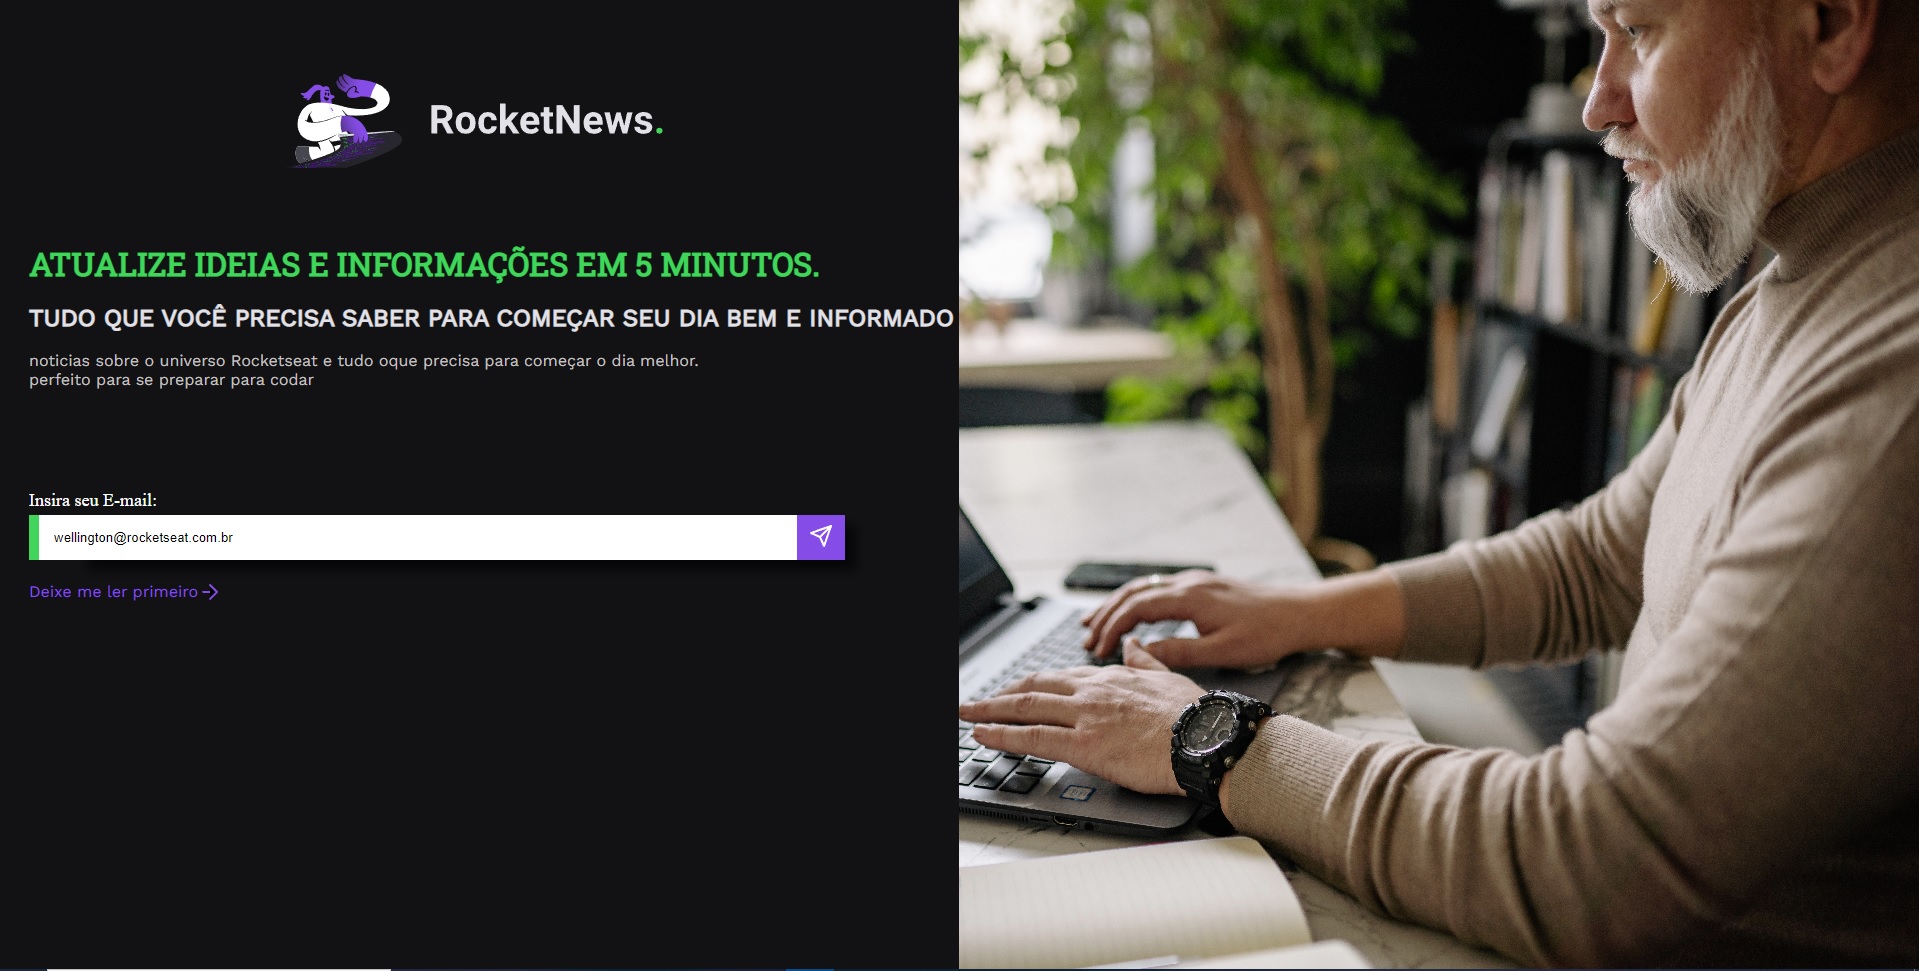 RocketNews.
ATUALIZE IDEIAS E INFORMAÇÕES EM 5 MINUTOS.
TUDO QUE VOCÊ PRECISA SABER PARA COMEÇAR SEU DIA BEM E INFORMADO
noticias sobre o universo Rocketseat e tudo oque precisa para começar o dia melhor.
perfeito para se preparar para codar
Insira seu E-mail:
wellington@rocketseat.com.br
Deixe me ler primeiro